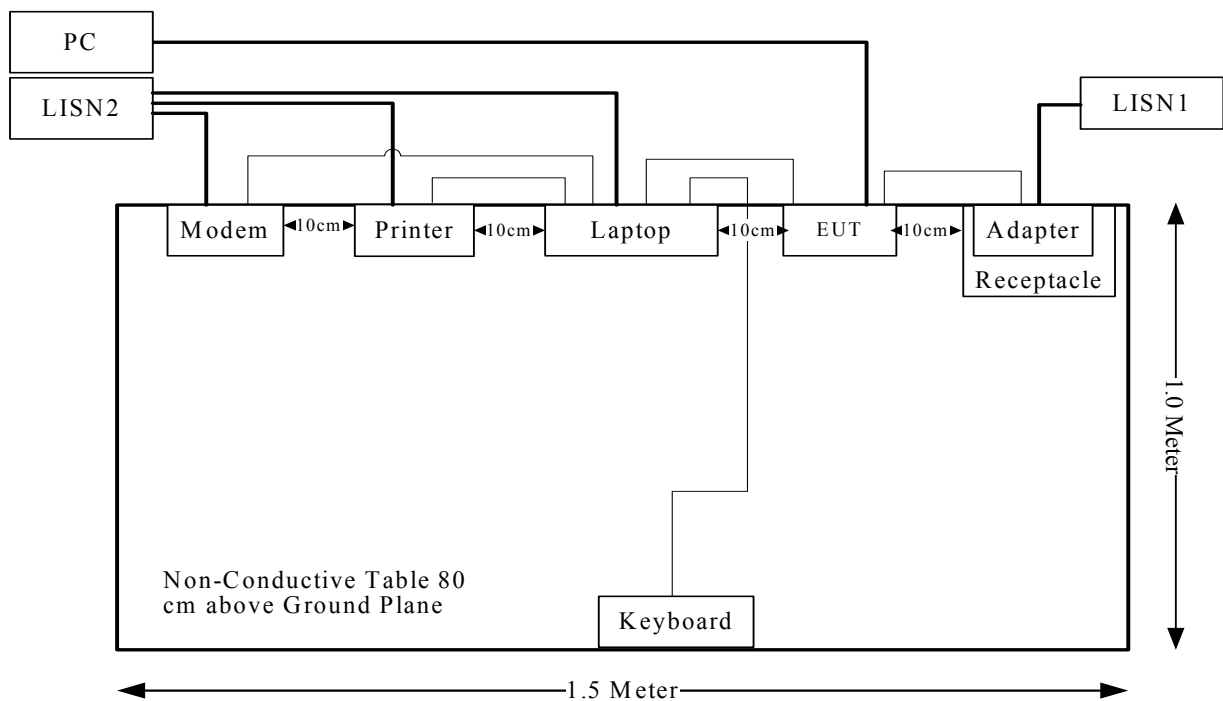 PC
LISN2
LISN1
Modem
10cm
Printer
10cm
Laptop
10cm
EUT
10cm
Adapter
Receptacle
1.0 Meter
Non-Conductive Table 80
cm above Ground Plane
Keyboard
1.5 Meter